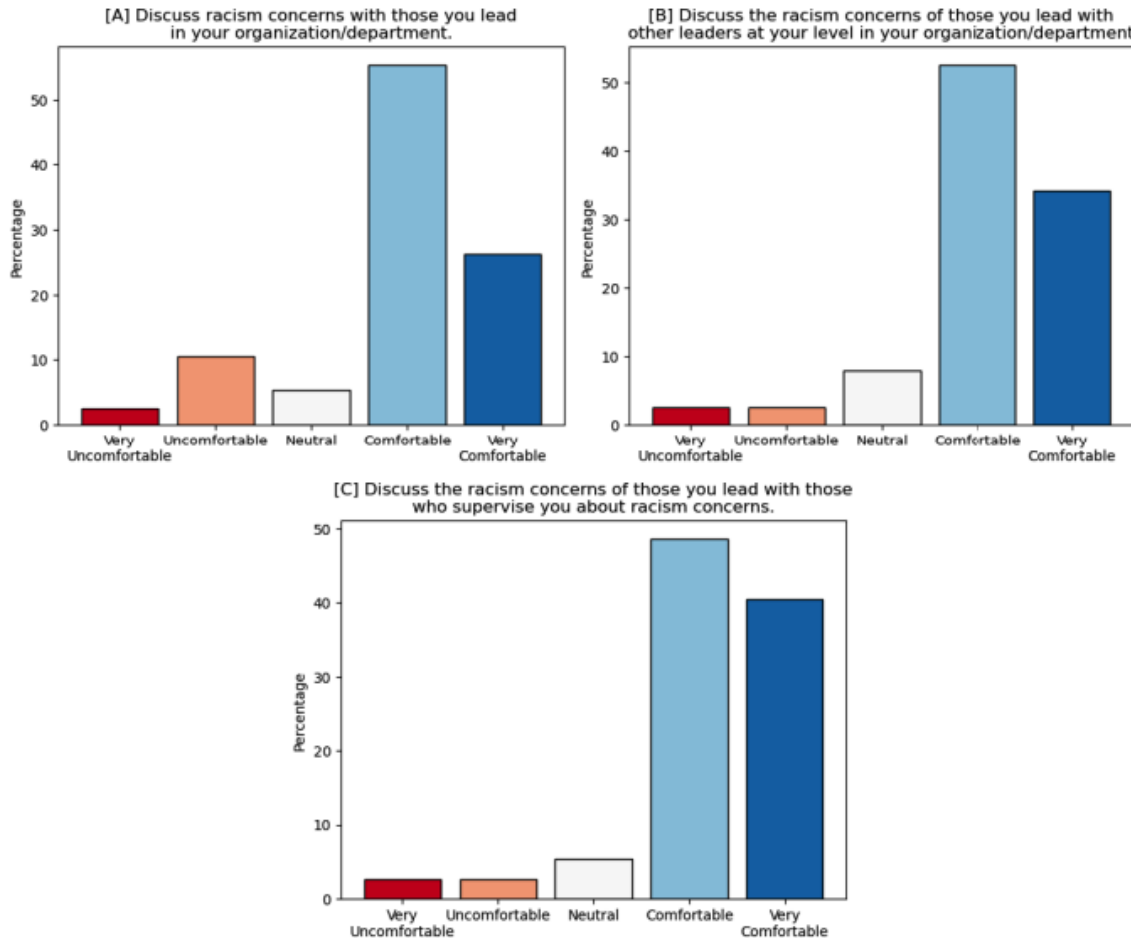 [A] Discuss racism concerns with those you lead
in your organization/department.
Percentage
50
40
30
20
10
0
Very
Uncomfortable
Uncomfortable
Neutral
Comfortable
Very
Comfortable
[B] Discuss the racism concerns of those you lead with
other leaders at your level in your organization/department
Percentage
50
40
30
20
10
0
Very
Uncomfortable
Uncomfortable
Neutral
Comfortable
Very
Comfortable
[C] Discuss the racism concerns of those you lead with those
who supervise you about racism concerns.
Percentage
50
40
30
20
10
0
Very
Uncomfortable
Uncomfortable
Neutral
Comfortable
Very
Comfortable